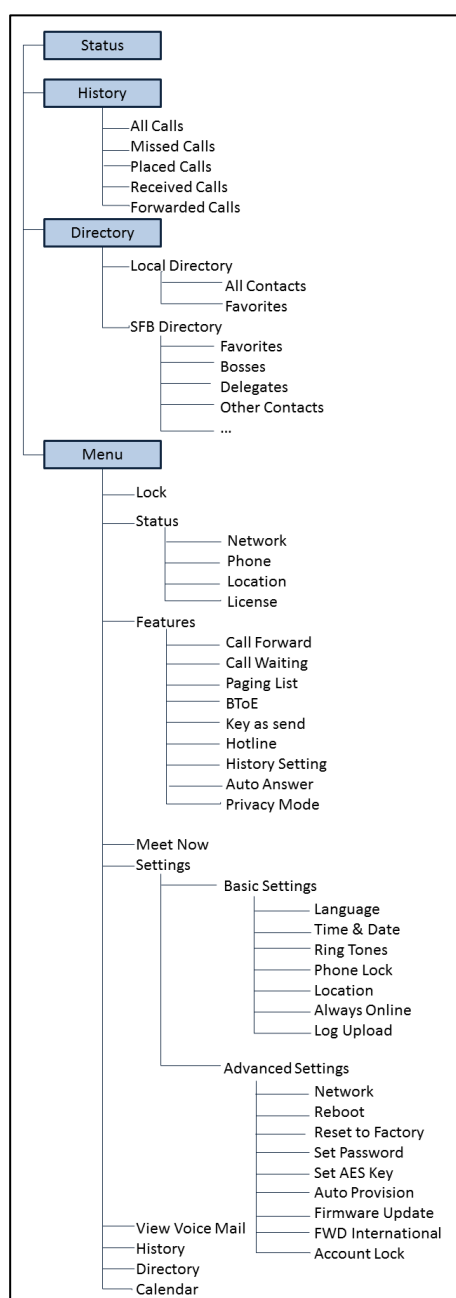 Status
History
All Calls
Missed Calls
Placed Calls
Received Calls
Forwarded Calls
Directory
Local Directory
All Contacts
Favorites
SFB Directory
Favorites
Bosses
Delegates
Other Contacts
...
Menu
Lock
Status
Network
Phone
Location
License
Features
Call Forward
Call Waiting
Paging List
BToE
Key as send
Hotline
History Setting
Auto Answer
Privacy Mode
Meet Now
Settings
Basic Settings
Language
Time & Date
Ring Tones
Phone Lock
Location
Always Online
Log Upload
Advanced Settings
Network
Reboot
Reset to Factory
Set Password
Set AES Key
Auto Provision
Firmware Update
FWD International
Account Lock
View Voice Mail
History
Directory
Calendar